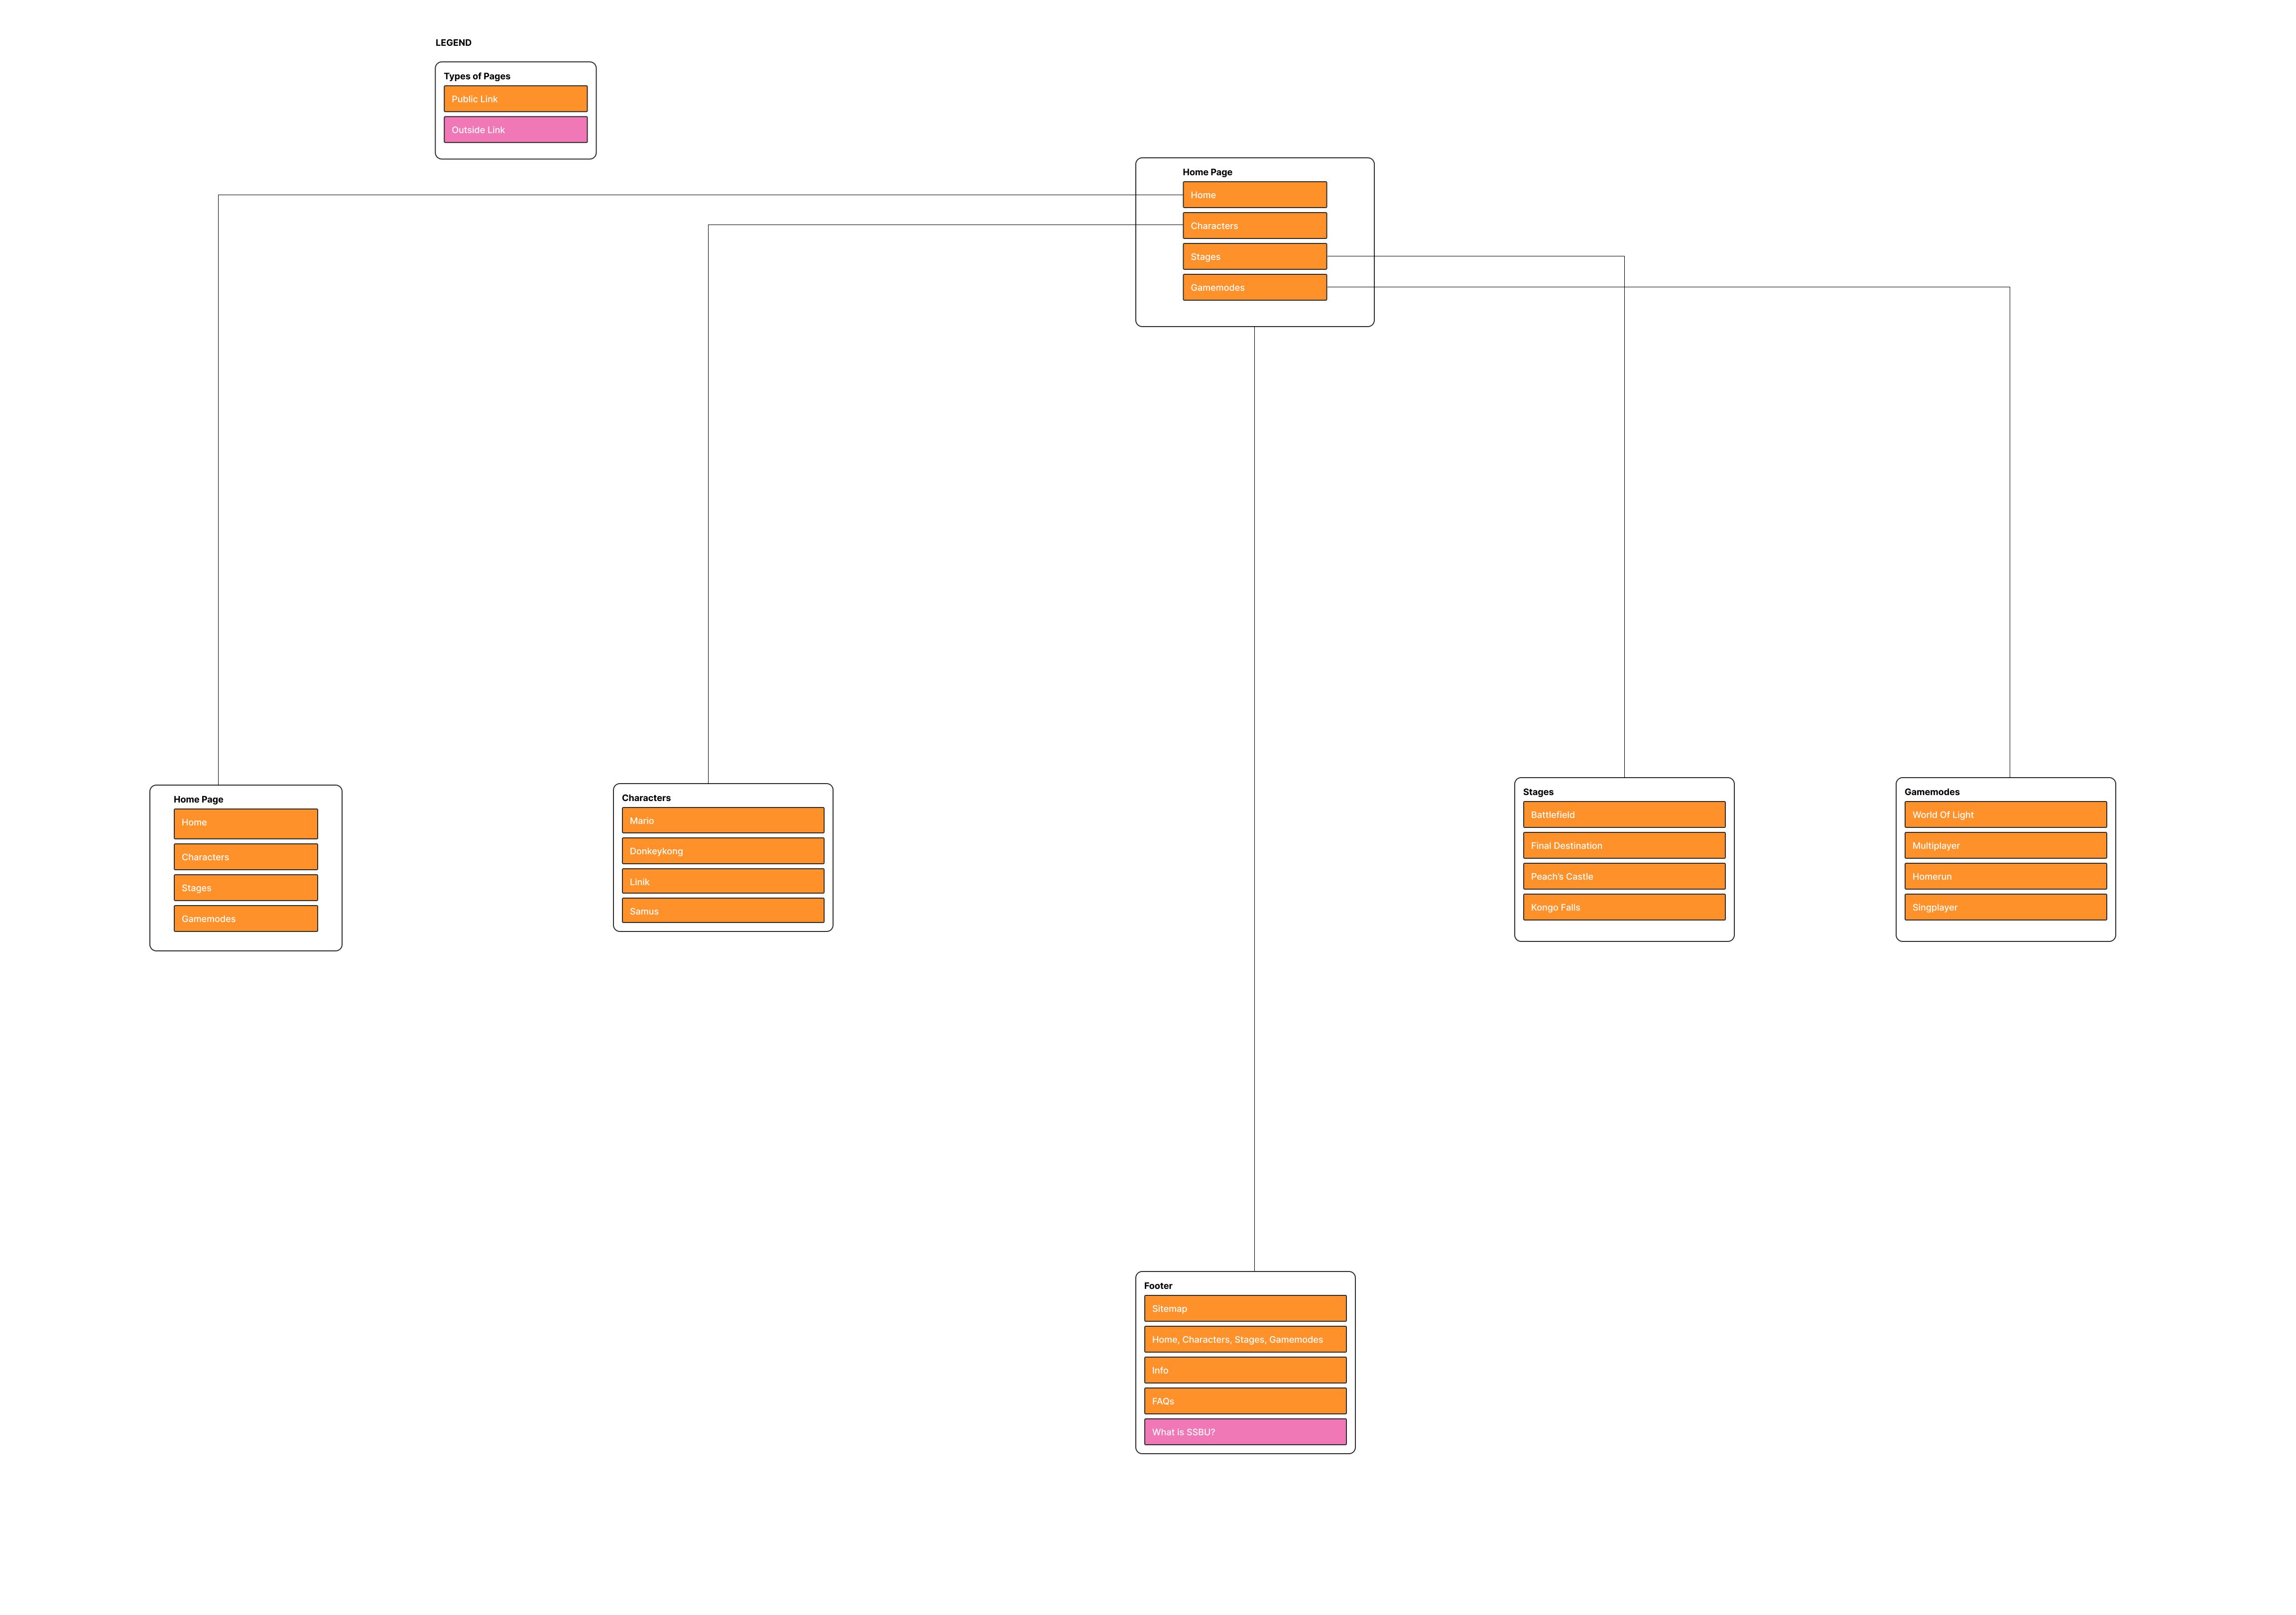 LEGEND
Types of Pages
Public Link
Outside Link
Home Page
Home
Characters
Stages
Gamemodes
Home Page
Home
Characters
Stages
Gamemodes
Characters
Mario
Donkeykong
Linik
Samus
Stages
Battlefield
Final Destination
Peach's Castle
Kongo Falls
Gamemodes
World Of Light
Multiplayer
Homerun
Singplayer
Footer
Sitemap
Home, Characters, Stages, Gamemodes
Info
FAQs
What is SSBU?